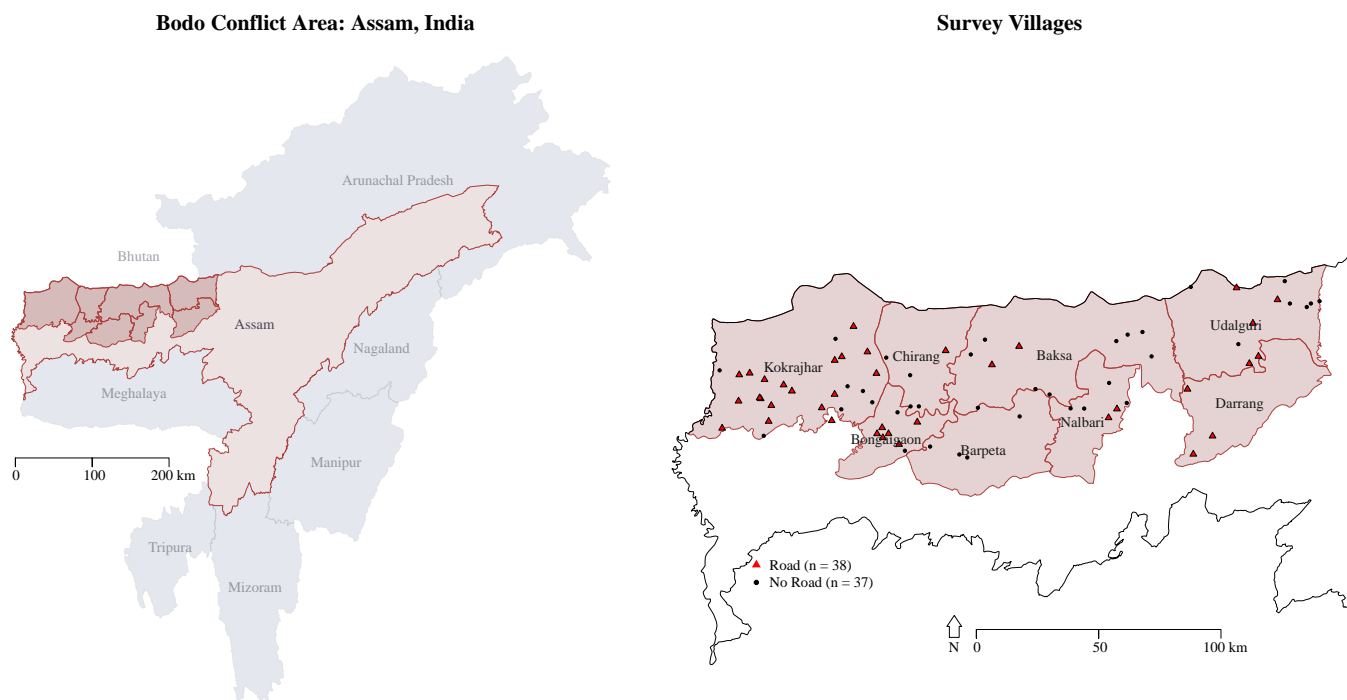 Bodo Conflict Area: Assam, India
Arunachal Pradesh
Bhutan
Assam
Nagaland
Meghalaya
Manipur
0 100 200 km
Tripura
Mizoram
Survey Villages
Udalguri
Chirang
Baksa
Kokrajhar
Darrang
Nalbari
Bongaigaon
Barpeta
Road (n = 38)
No Road (n = 37)
N
0 50 100 km